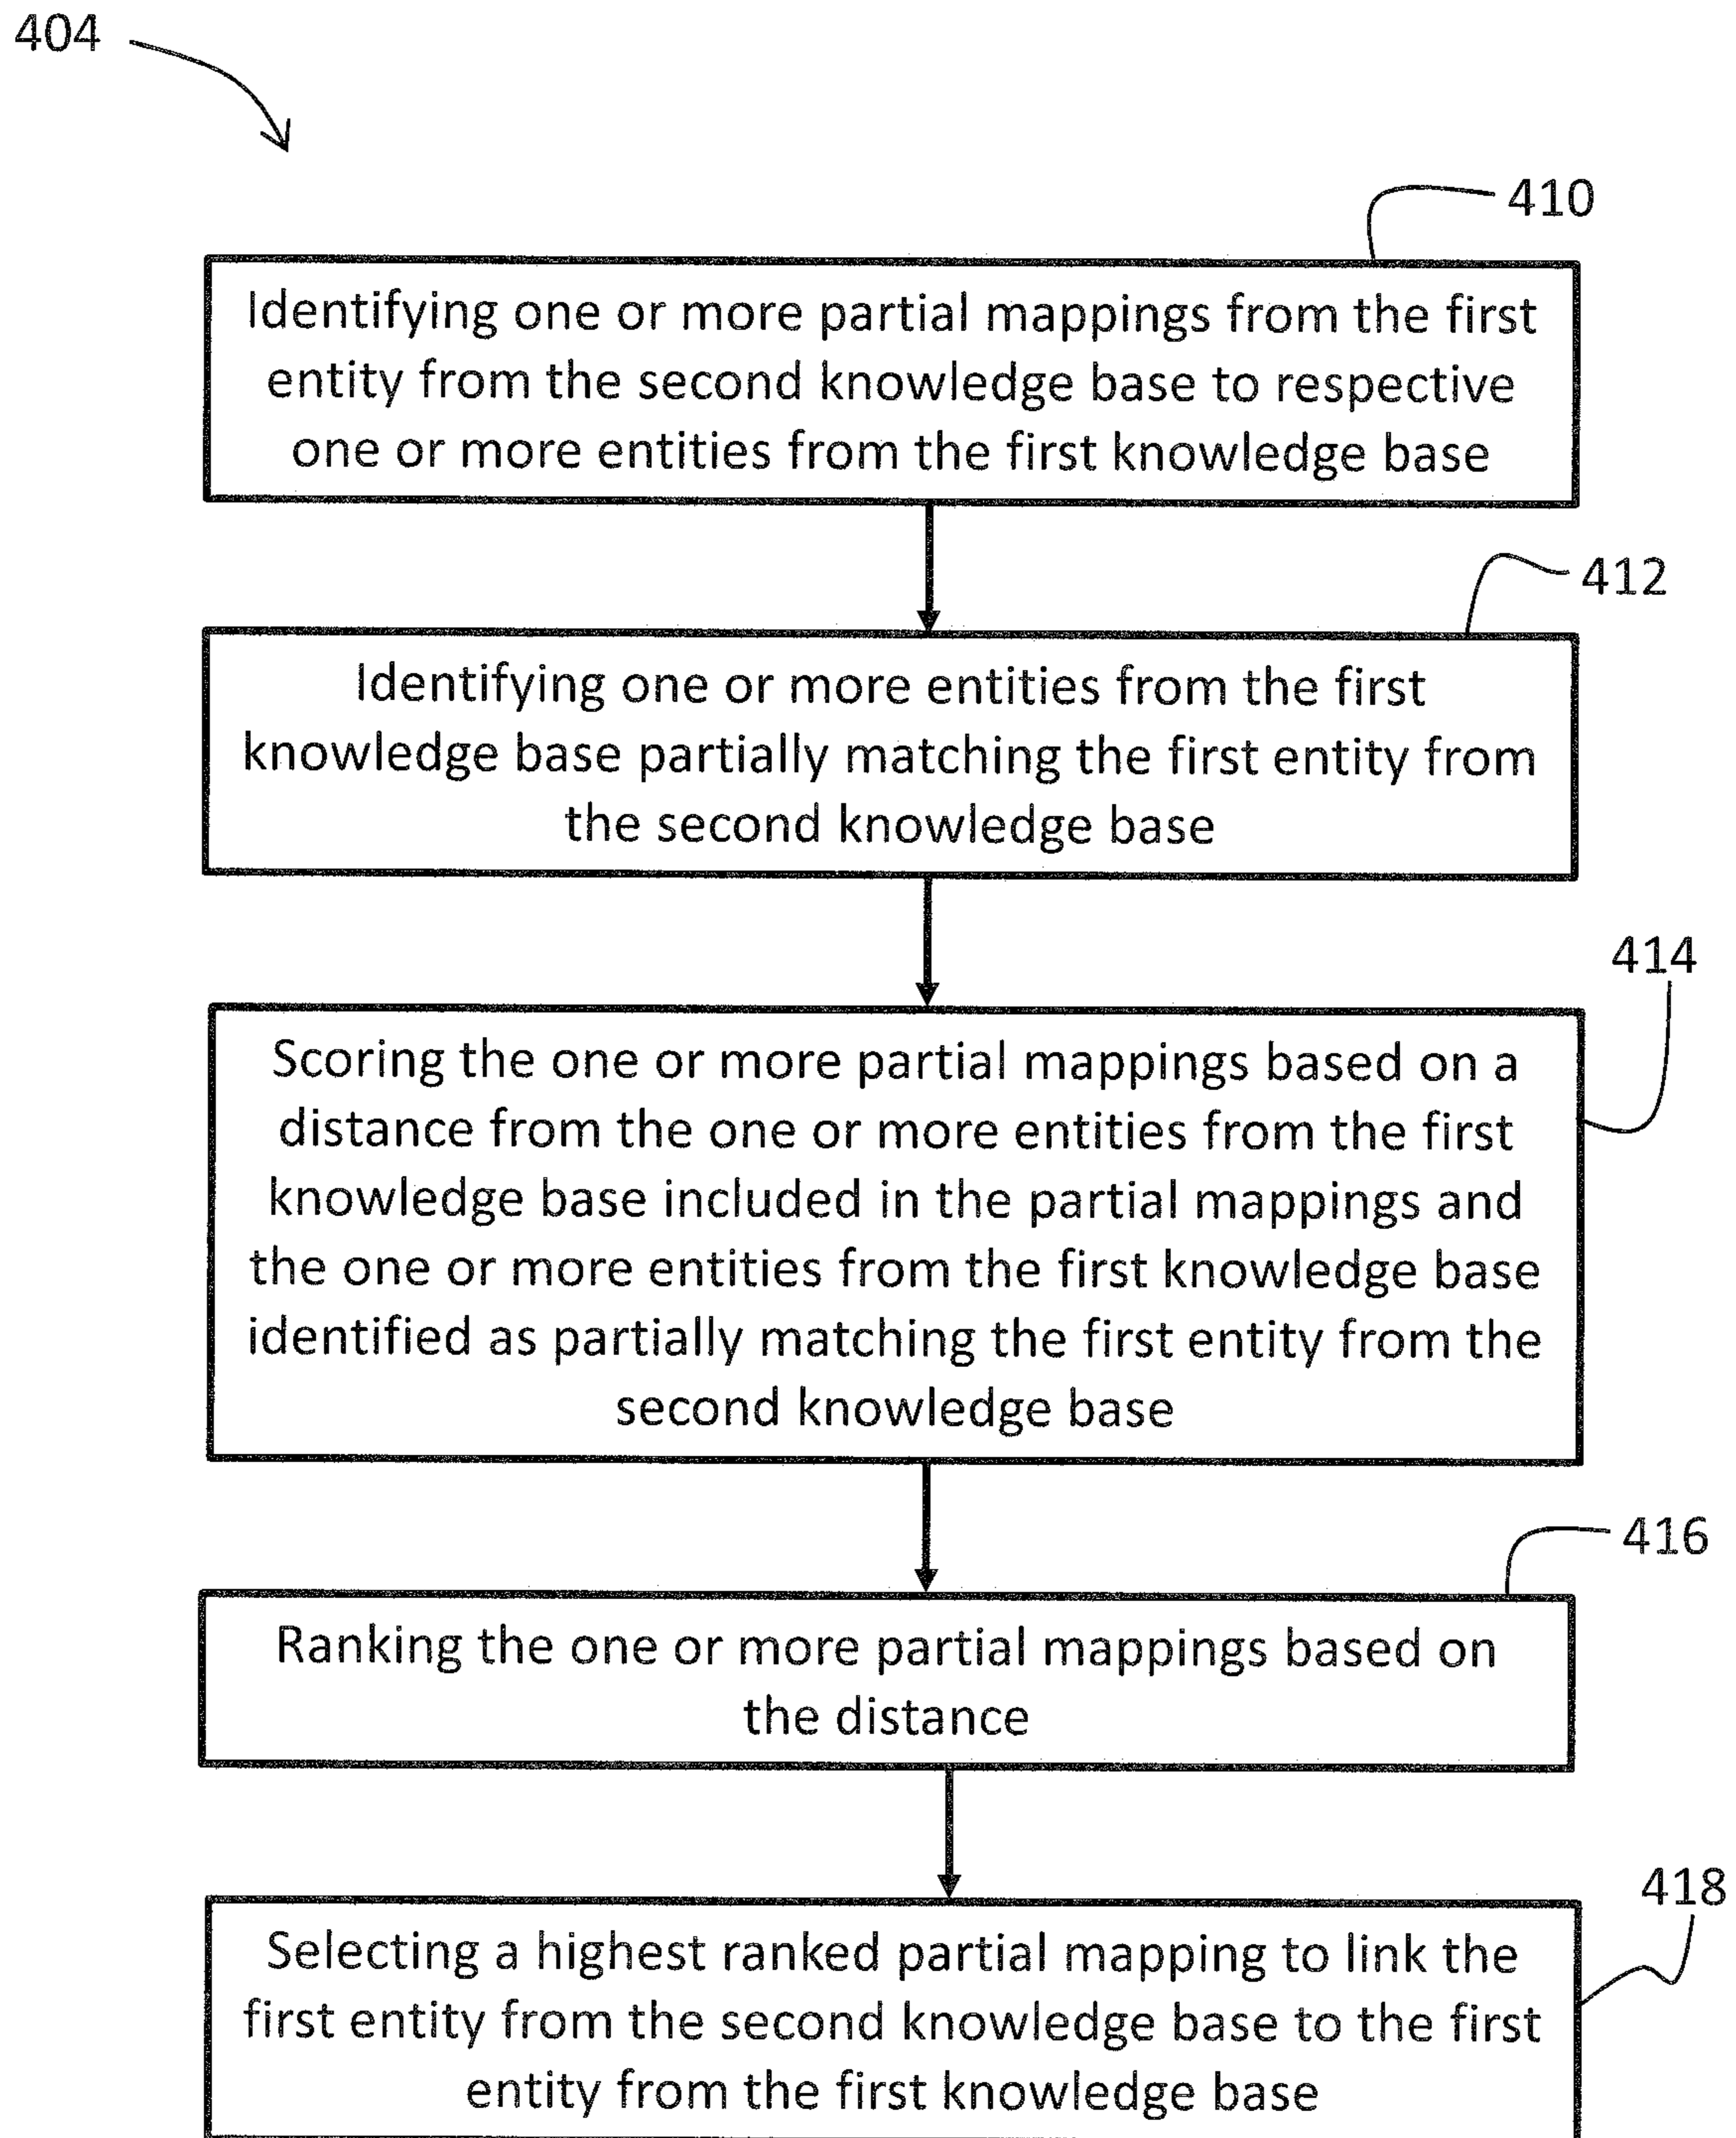 404
410
Identifying one or more partial mappings from the first
entity from the second knowledge base to respective
one or more entities from the first knowledge base
412
Identifying one or more entities from the first
knowledge base partially matching the first entity from
the second knowledge base
414
Scoring the one or more partial mappings based on a
distance from the one or more entities from the first
knowledge base included in the partial mappings and
the one or more entities from the first knowledge base
identified as partially matching the first entity from the
second knowledge base
416
Ranking the one or more partial mappings based on
the distance
418
Selecting a highest ranked partial mapping to link the
first entity from the second knowledge base to the first
entity from the first knowledge base